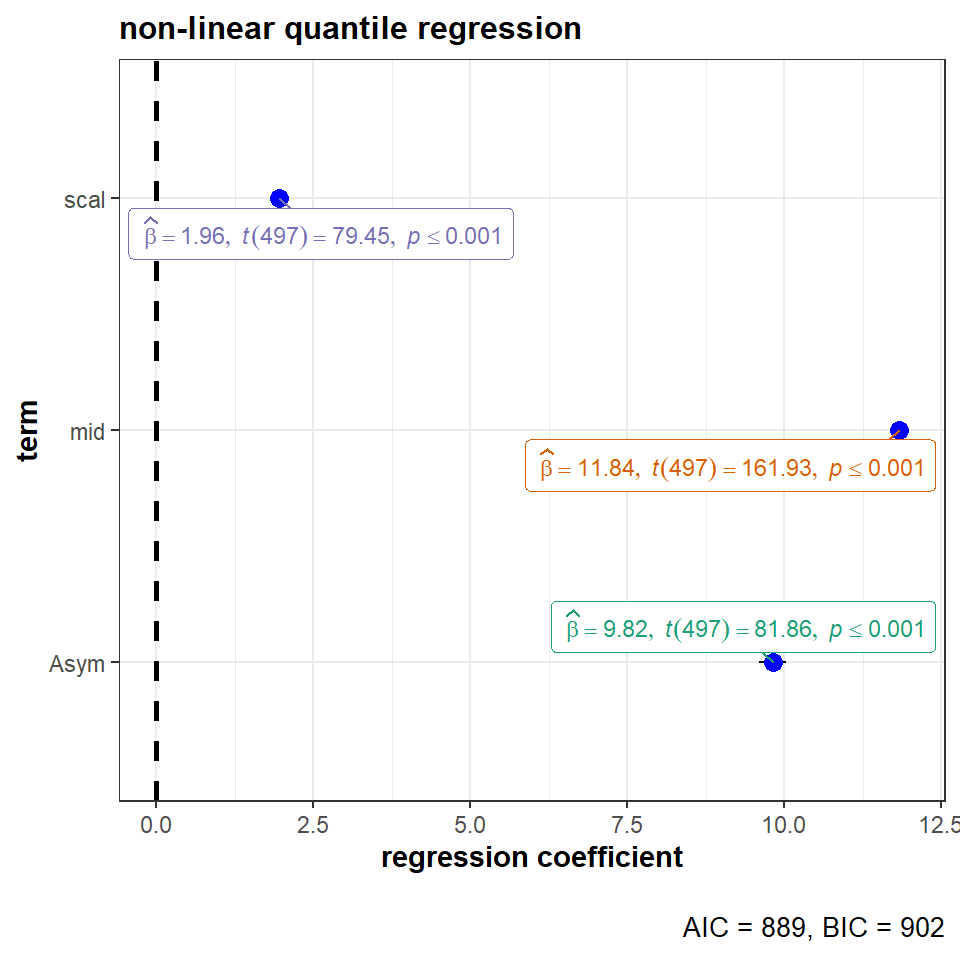 non-linear quantile regression
term
scal
β̂ = 1.96, t(497) = 79.45, p ≤ 0.001
mid
β̂ = 11.84, t(497) = 161.93, p ≤ 0.001
β̂ = 9.82, t(497) = 81.86, p ≤ 0.001
Asym
0.0 2.5 5.0 7.5 10.0 12.5
regression coefficient
AIC = 889, BIC = 902